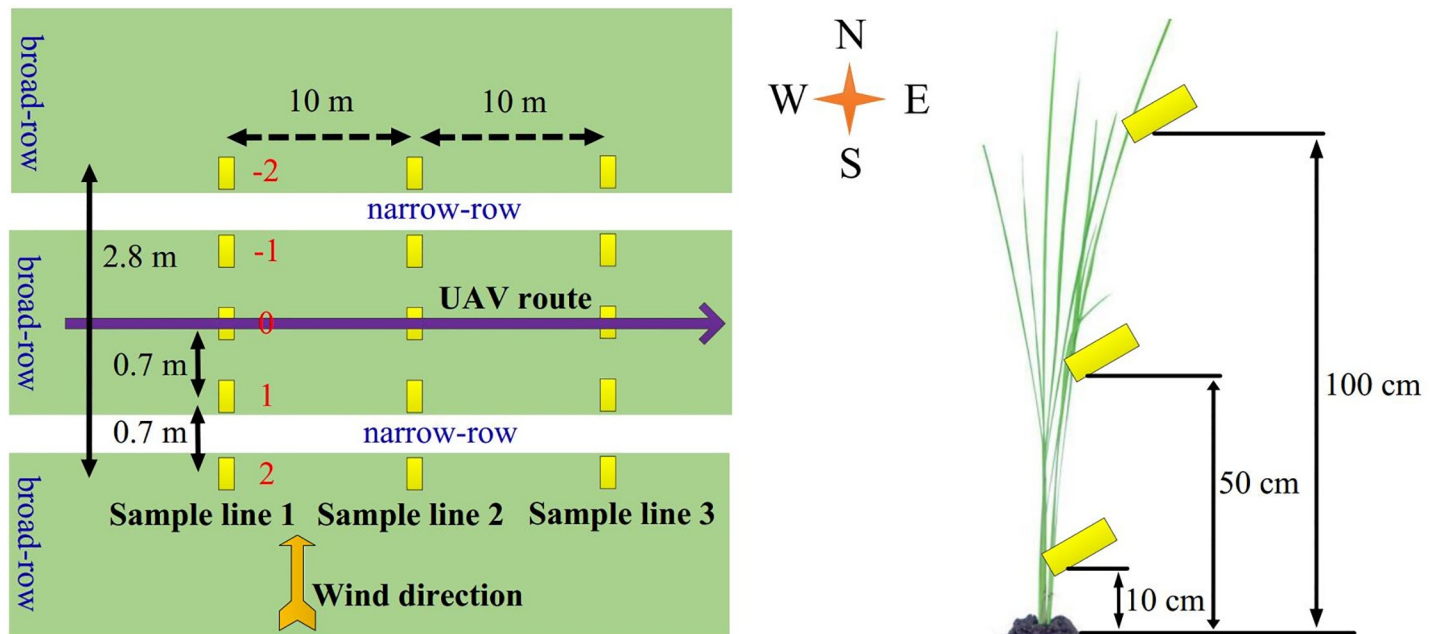 broad-row
10 m
10 m
-2
narrow-row
2.8 m
-1
broad-row
UAV route
0
0.7 m
1
0.7 m
narrow-row
2
broad-row
Sample line 1
Sample line 2
Sample line 3
Wind direction
N
W
E
S
100 cm
50 cm
10 cm